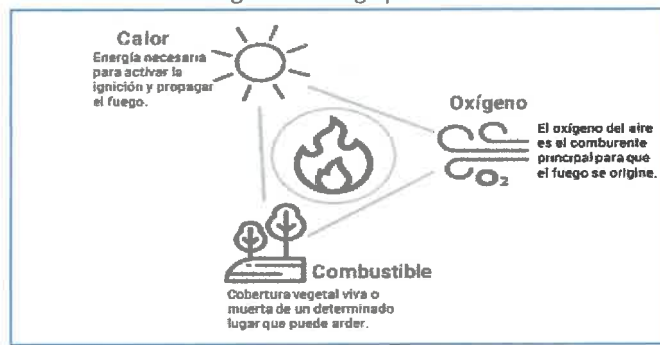 Calor
Energía necesaria
para activar la
ignición y propagar
el fuego.
Oxígeno
El oxígeno del aire
es el comburente
principal para que
el fuego se origine.
O₂
Combustible
Cobertura vegetal viva o
muerta de un determinado
lugar que puede arder.